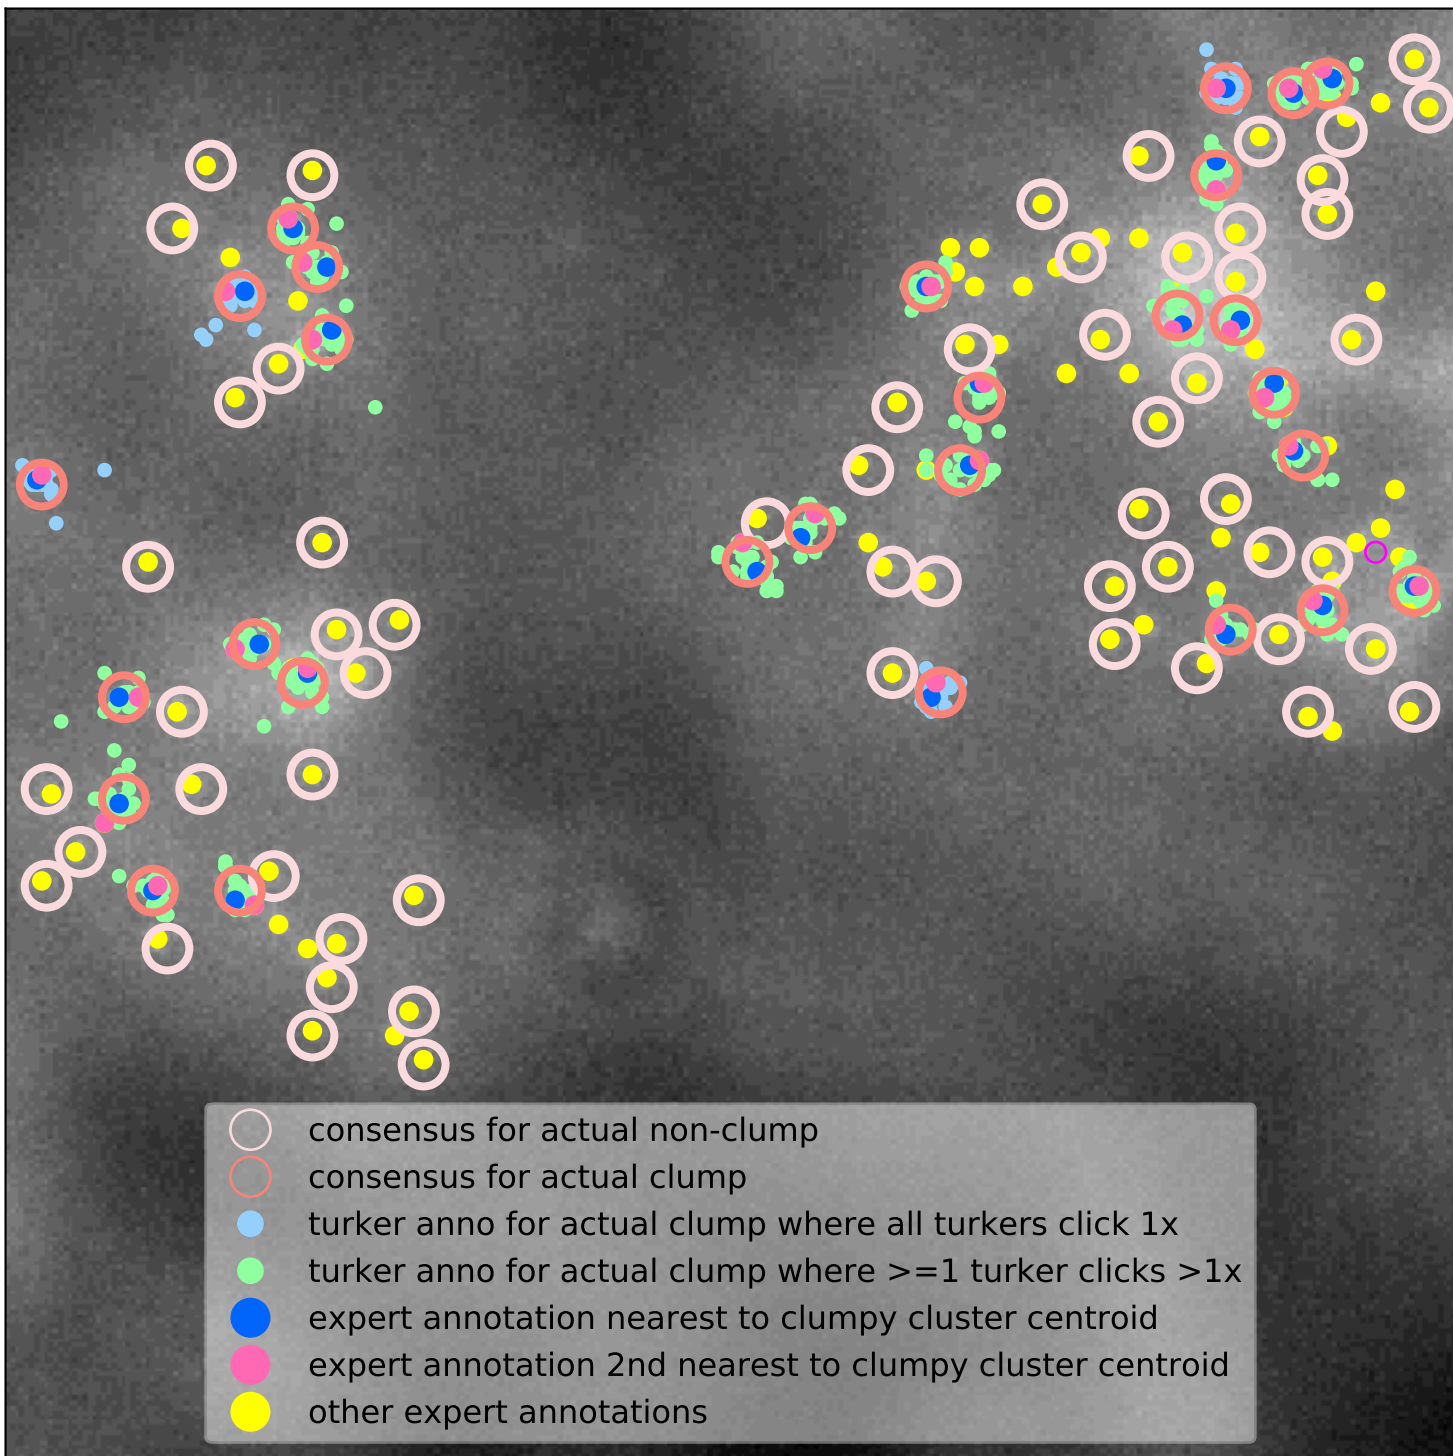 consensus for actual non-clump
consensus for actual clump
turker anno for actual clump where all turkers click 1x
turker anno for actual clump where >=1 turker clicks >1x
expert annotation nearest to clumpy cluster centroid
expert annotation 2nd nearest to clumpy cluster centroid
other expert annotations